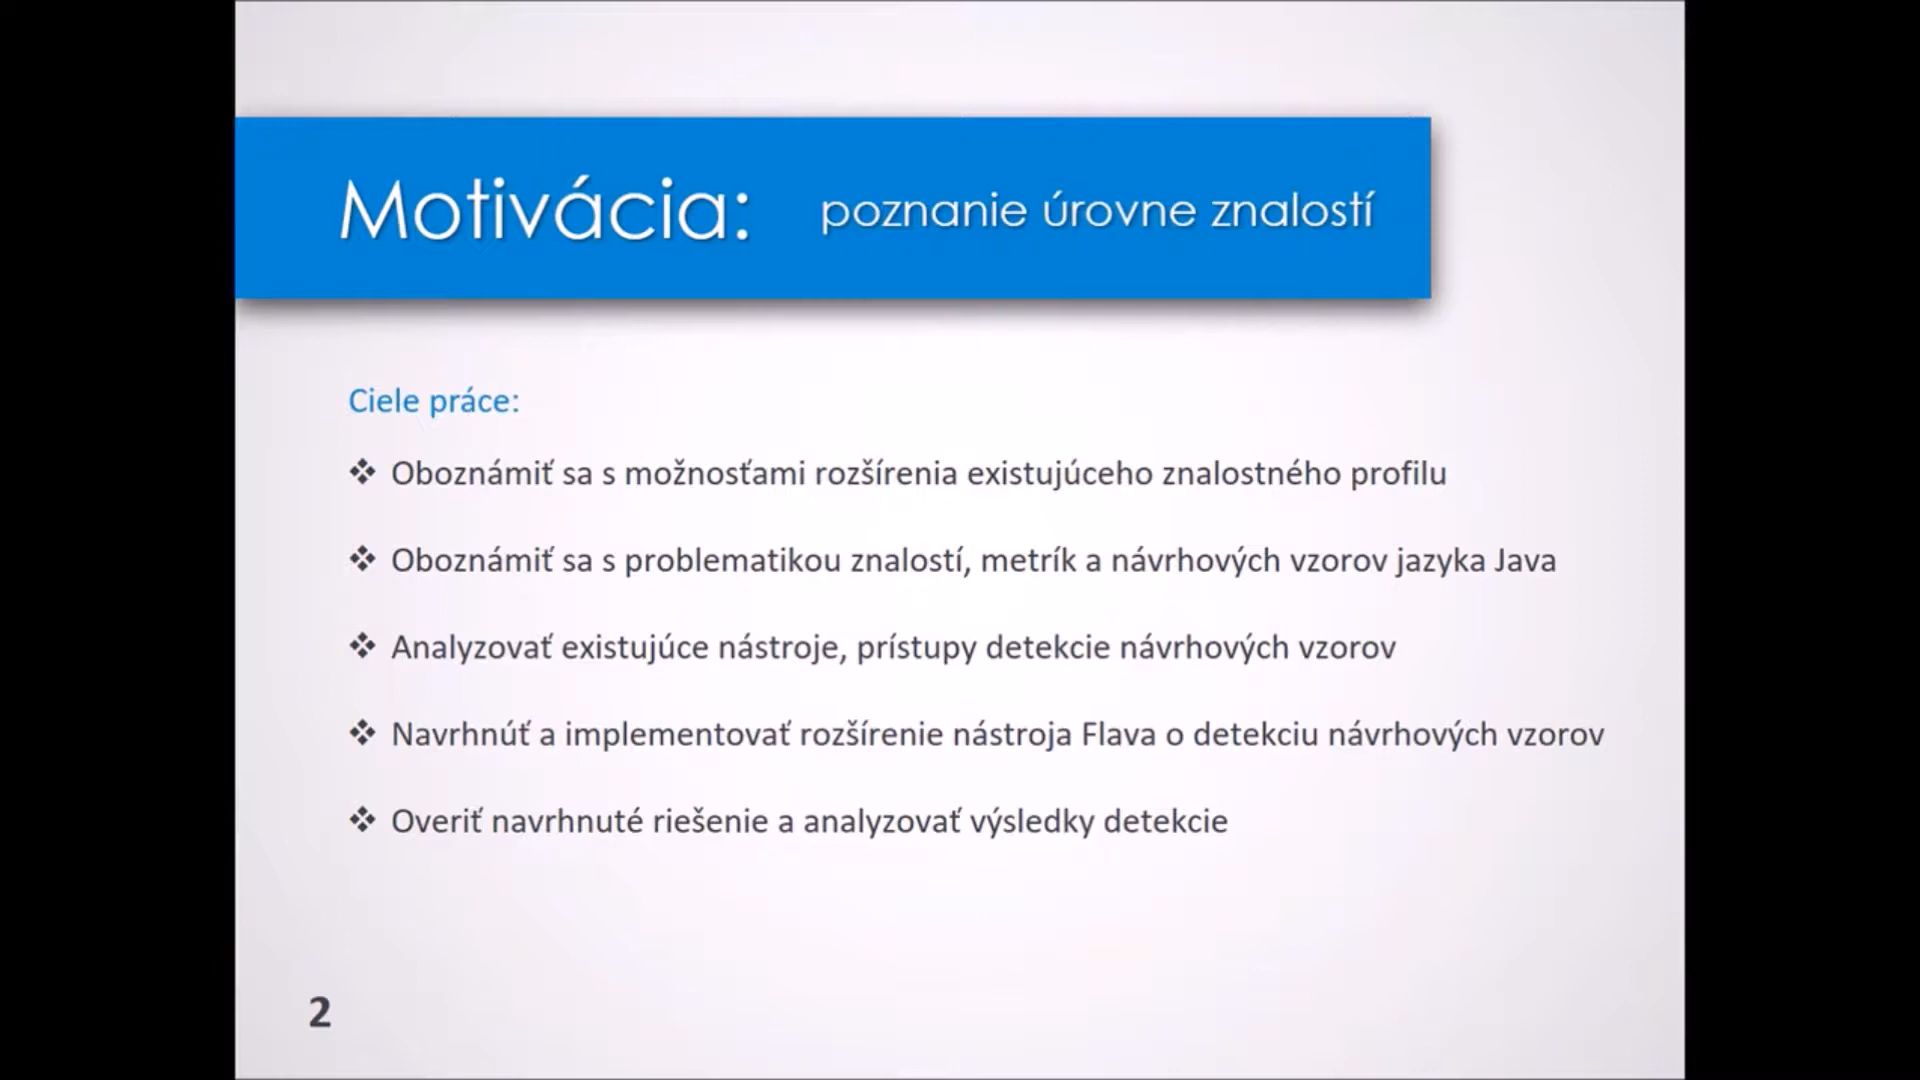 Motivácia: poznanie úrovne znalostí
Ciele práce:
❖ Oboznámiť sa s možnosťami rozšírenia existujúceho znalostného profilu
❖ Oboznámiť sa s problematikou znalostí, metrík a návrhových vzorov jazyka Java
❖ Analyzovať existujúce nástroje, prístupy detekcie návrhových vzorov
❖ Navrhnúť a implementovať rozšírenie nástroja Flava o detekciu návrhových vzorov
❖ Overiť navrhnuté riešenie a analyzovať výsledky detekcie
2